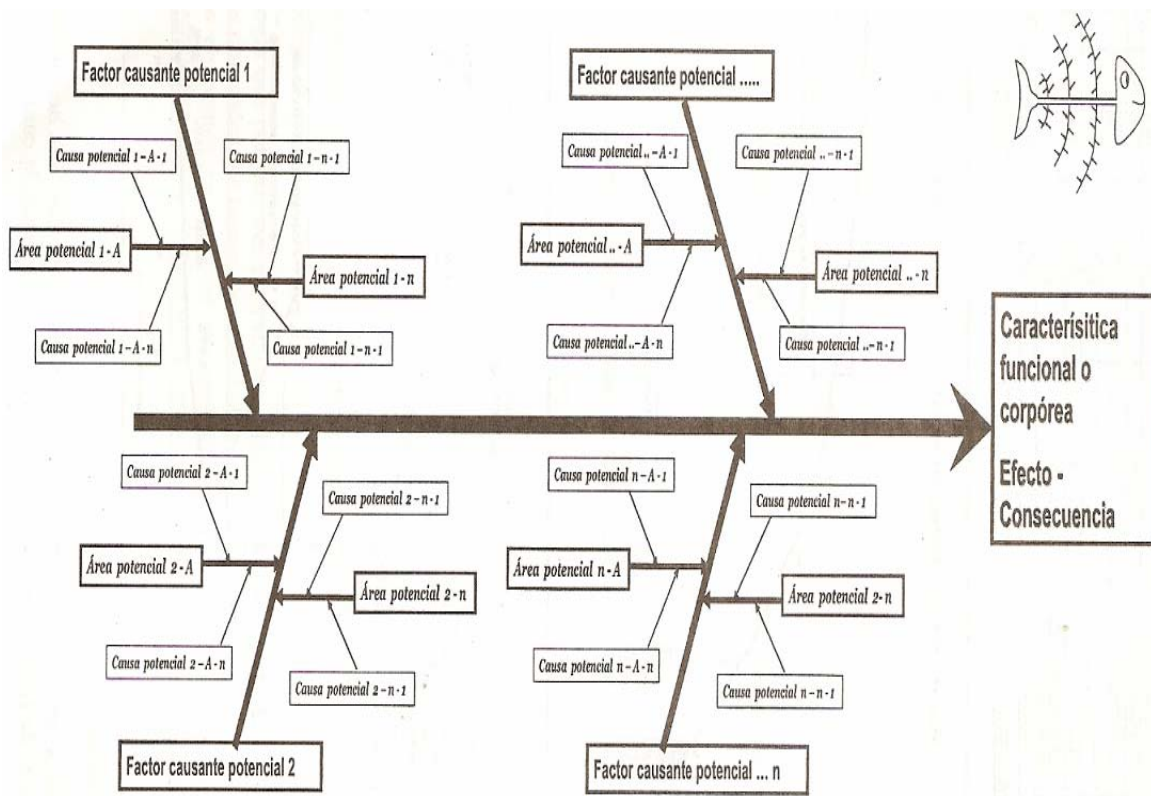 Factor causante potencial 1
Causa potencial 1-A-1
Causa potencial 1-n-1
Área potencial 1-A
Área potencial 1-n
Causa potencial 1-A-n
Causa potencial 1-n-1
Factor causante potencial .....
Causa potencial ..-A-1
Causa potencial ..-n-1
Área potencial ..-A
Área potencial ..-n
Causa potencial ..-A-n
Causa potencial ..-n-1
Caracterísitica
funcional o
corpórea
Efecto -
Consecuencia
Causa potencial 2-A-1
Causa potencial 2-n-1
Área potencial 2-A
Área potencial 2-n
Causa potencial 2-A-n
Causa potencial 2-n-1
Factor causante potencial 2
Causa potencial n-A-1
Causa potencial n-n-1
Área potencial n-A
Área potencial 2-n
Causa potencial n-A-n
Causa potencial n-n-1
Factor causante potencial ... n